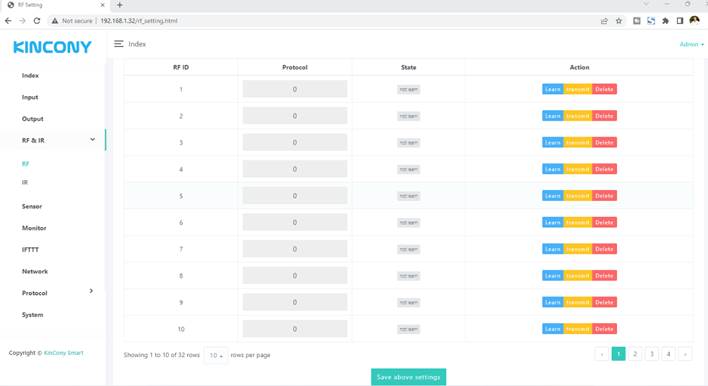 RF Setting
Not secure | 192.168.1.32/rf_setting.html
KINCONY
Index
Admin
Index
Input
Output
RF & IR
RF
IR
Sensor
Monitor
IFTTT
Network
Protocol
System
Copyright © KinCony Smart
RF ID Protocol State Action
1 0 not learn Learn transmit Delete
2 0 not learn Learn transmit Delete
3 0 not learn Learn transmit Delete
4 0 not learn Learn transmit Delete
5 0 not learn Learn transmit Delete
6 0 not learn Learn transmit Delete
7 0 not learn Learn transmit Delete
8 0 not learn Learn transmit Delete
9 0 not learn Learn transmit Delete
10 0 not learn Learn transmit Delete
Showing 1 to 10 of 32 rows 10 rows per page
‹ 1 2 3 4 ›
Save above settings